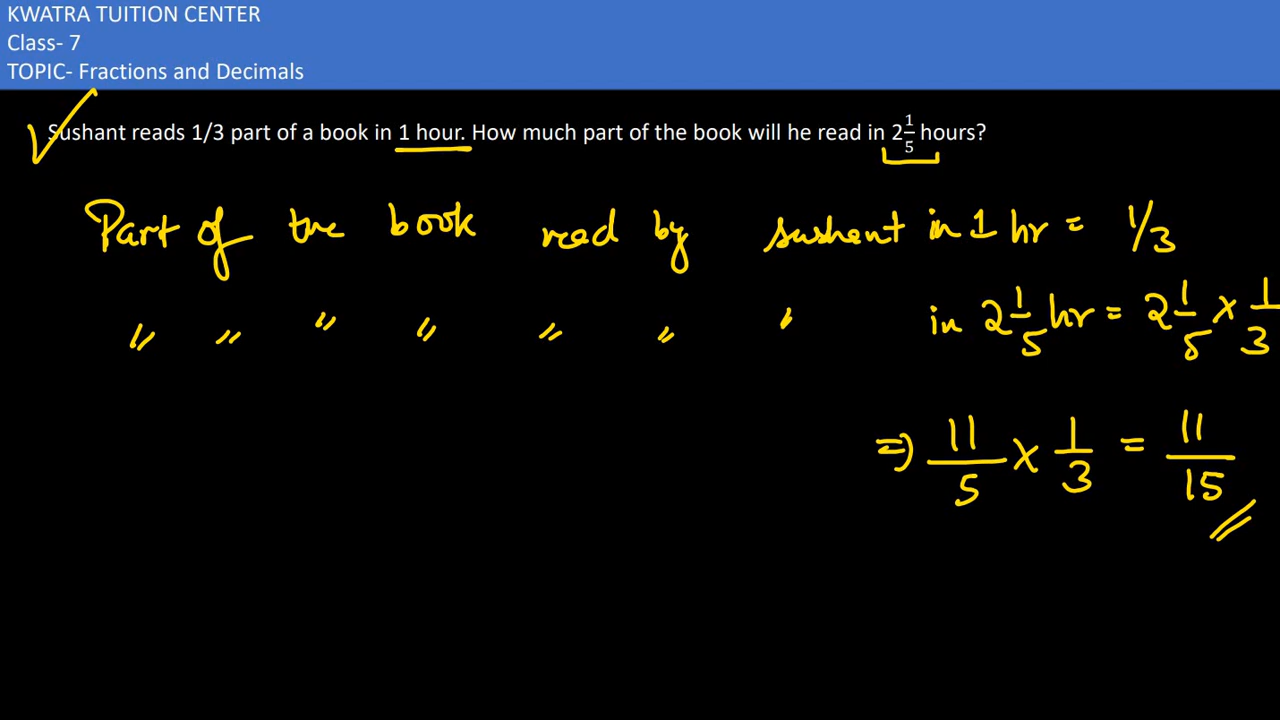 KWATRA TUITION CENTER
Class- 7
TOPIC- Fractions and Decimals
Sushant reads 1/3 part of a book in 1 hour. How much part of the book will he read in 2 1/5 hours?
Part of the book read by sushant in 1 hr = 1/3
〃 〃 〃 〃 〃 〃 〃 in 2 1/5 hr = 2 1/5 × 1/3
⇒ 11/5 × 1/3 = 11/15